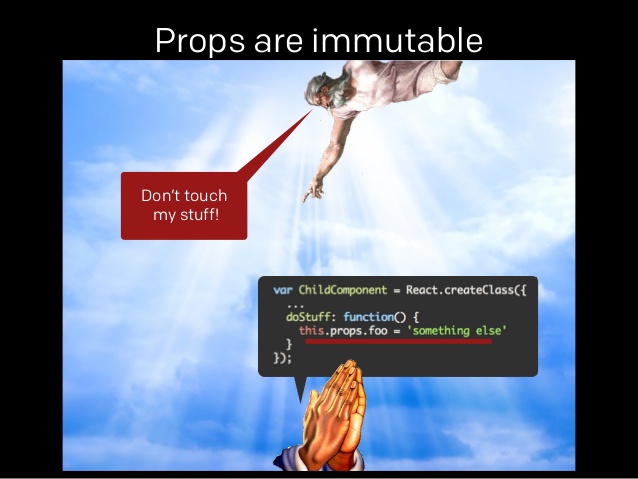 Props are immutable
Don't touch
my stuff!
var ChildComponent = React.createClass({
  ...
  doStuff: function() {
    this.props.foo = 'something else'
  }
});